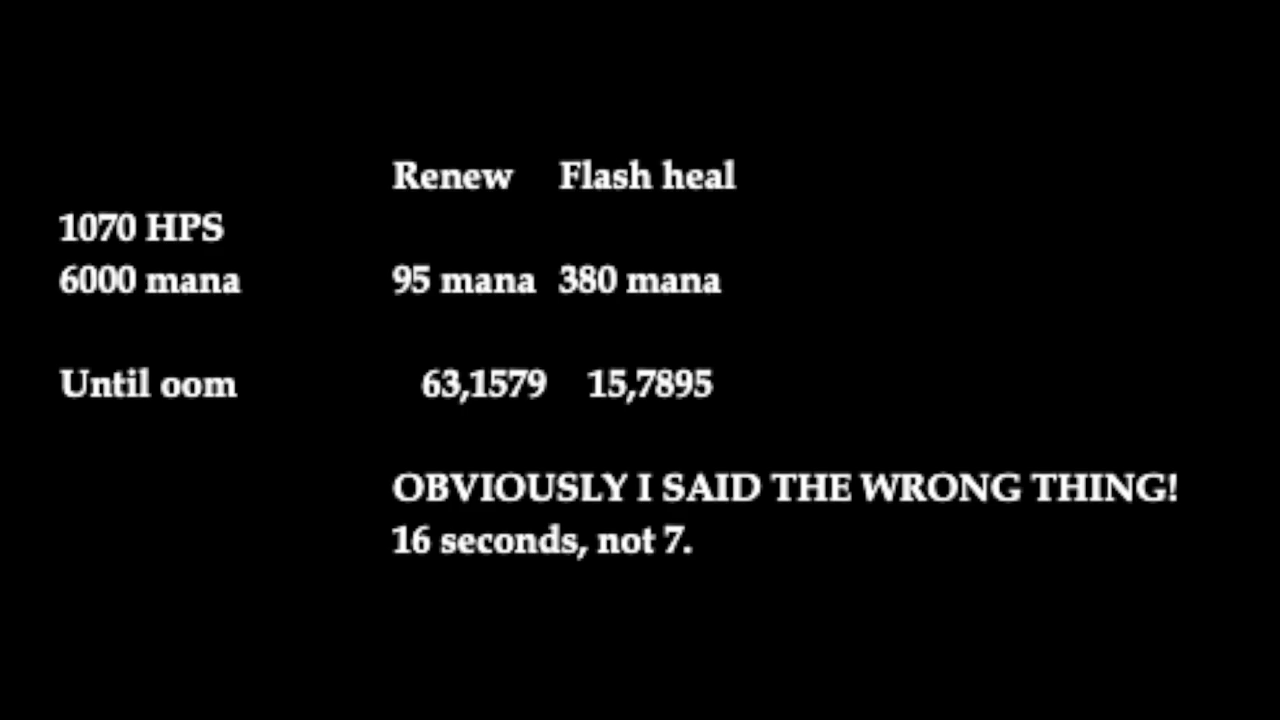 Renew Flash heal
1070 HPS
6000 mana 95 mana 380 mana
Until oom 63,1579 15,7895
OBVIOUSLY I SAID THE WRONG THING!
16 seconds, not 7.